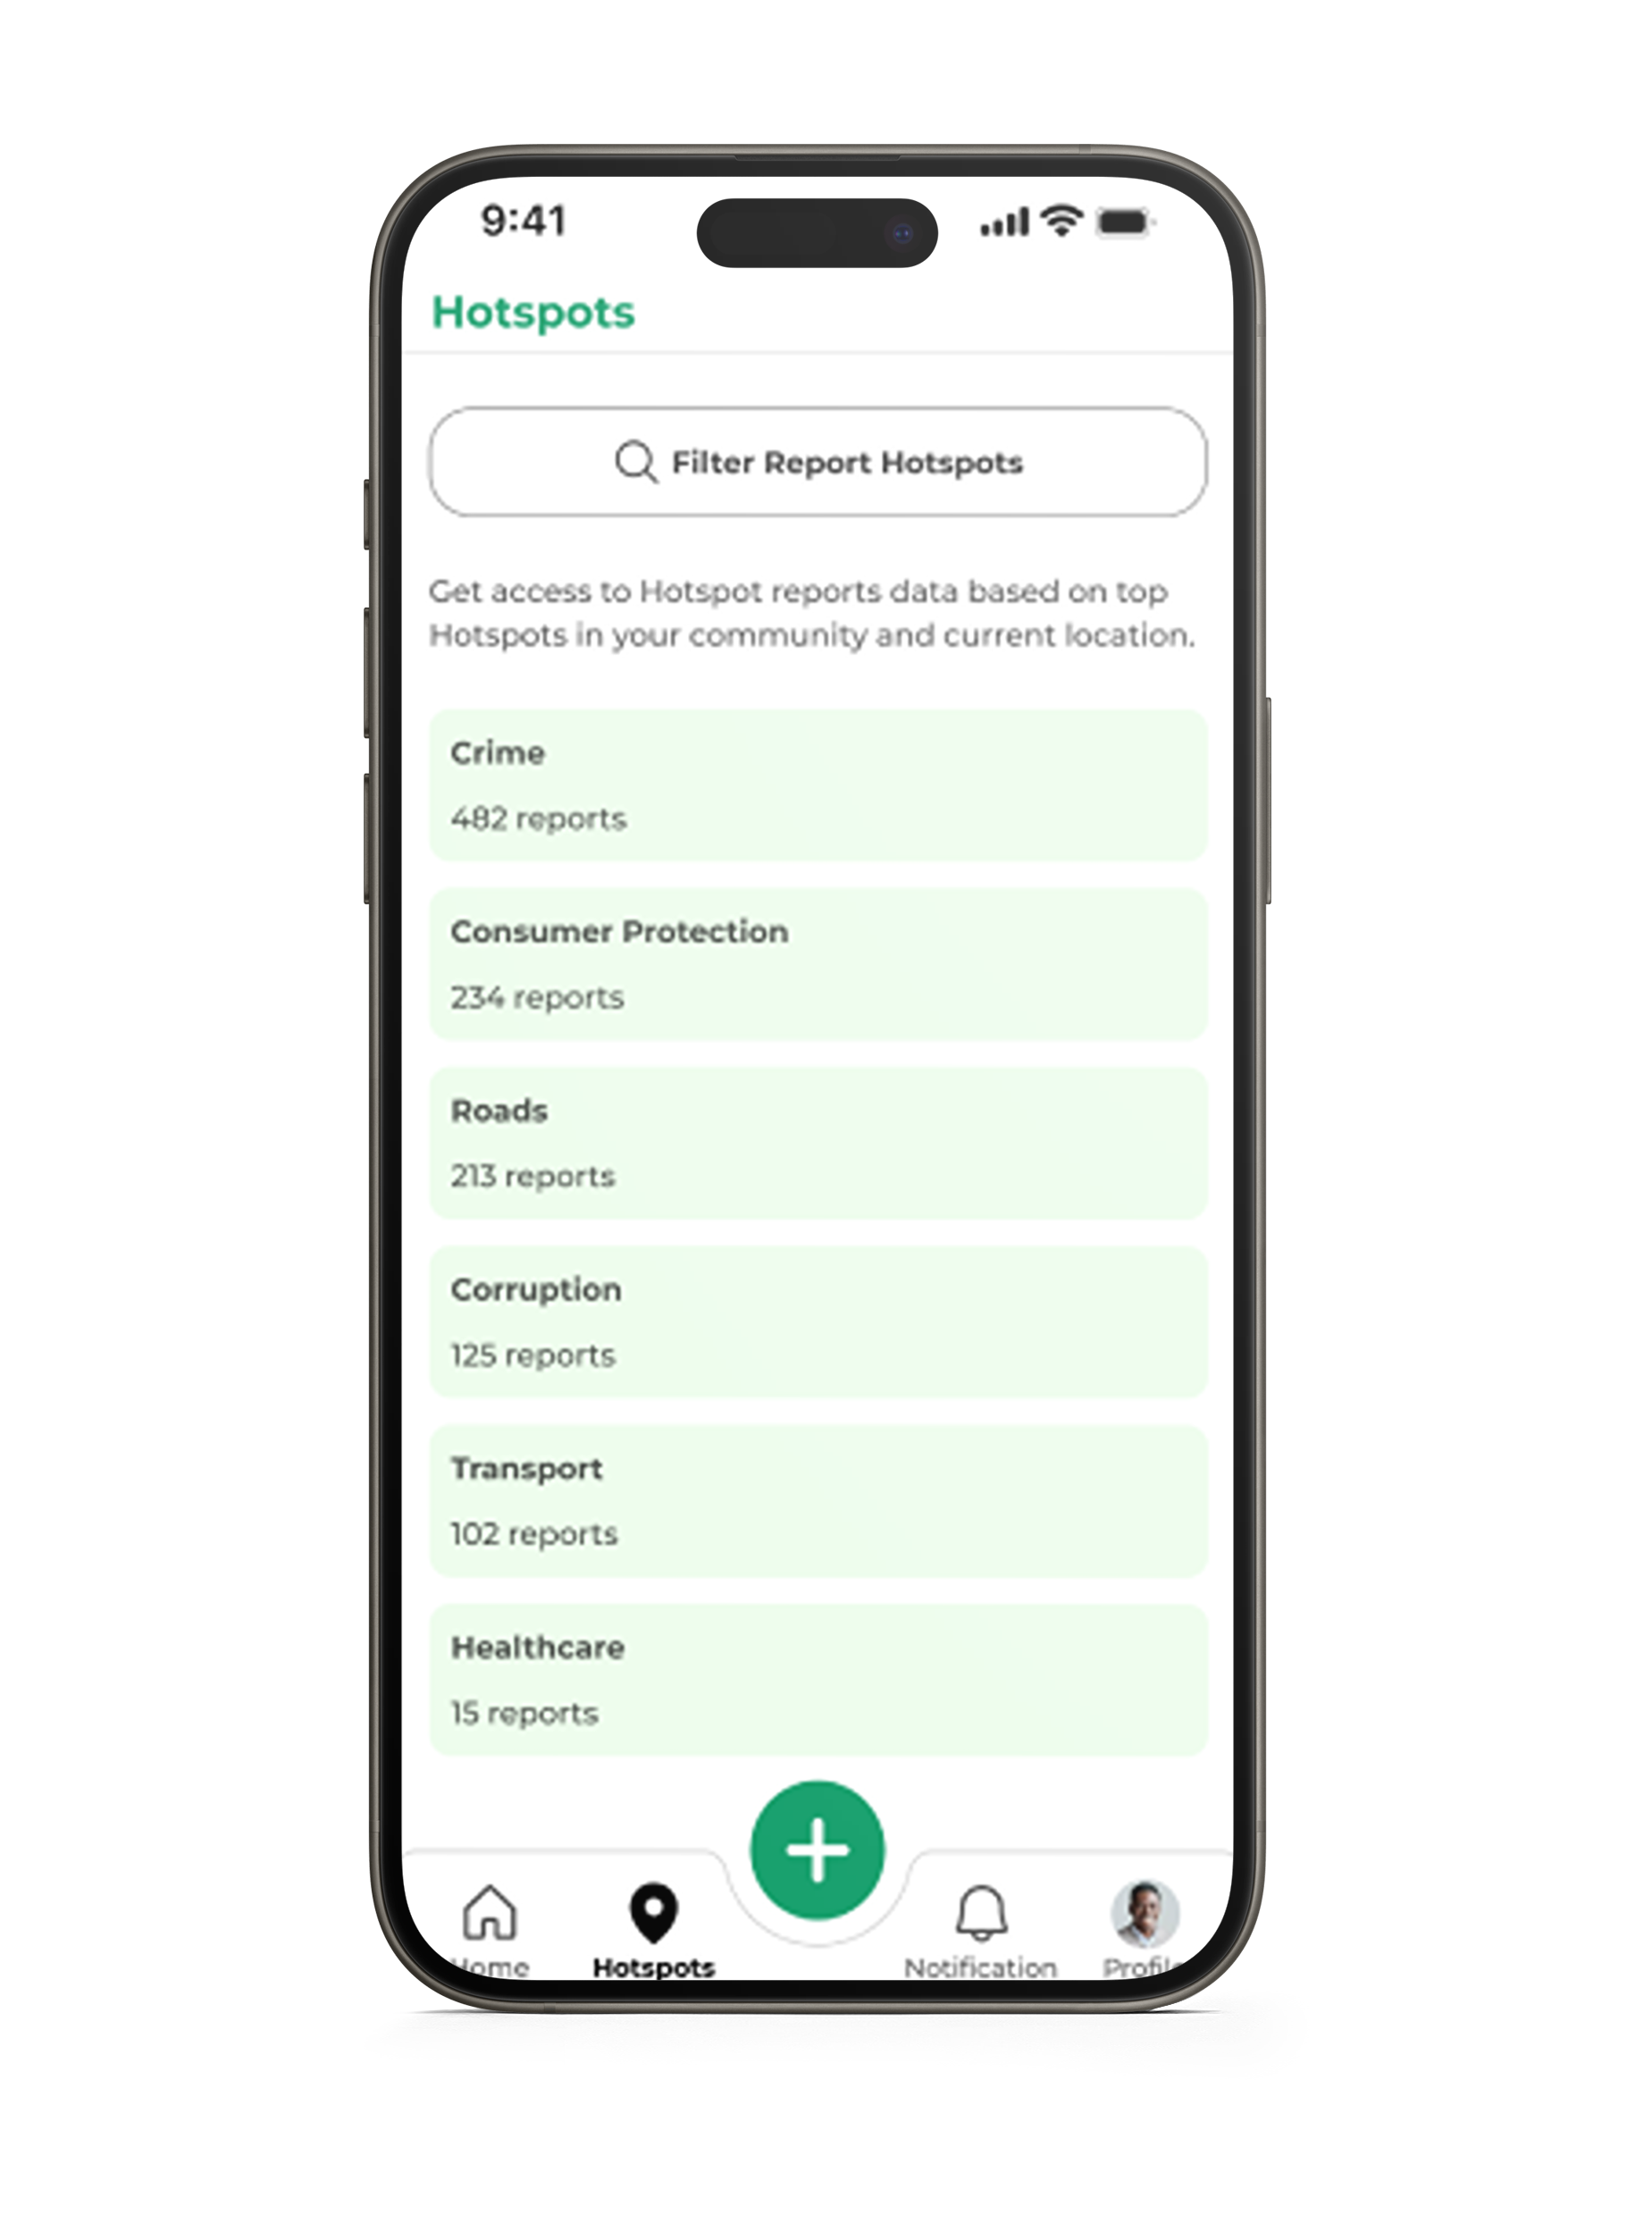 9:41
Hotspots
Filter Report Hotspots
Get access to Hotspot reports data based on top
Hotspots in your community and current location.
Crime
482 reports
Consumer Protection
234 reports
Roads
213 reports
Corruption
125 reports
Transport
102 reports
Healthcare
15 reports
Home
Hotspots
Notification
Profile